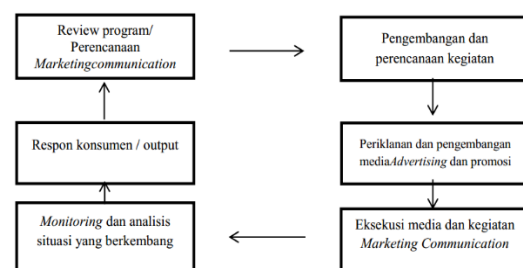 Review program/
Perencanaan
Marketingcommunication
Pengembangan dan
perencanaan kegiatan
Periklanan dan pengembangan
mediaAdvertising dan promosi
Eksekusi media dan kegiatan
Marketing Communication
Monitoring dan analisis
situasi yang berkembang
Respon konsumen / output